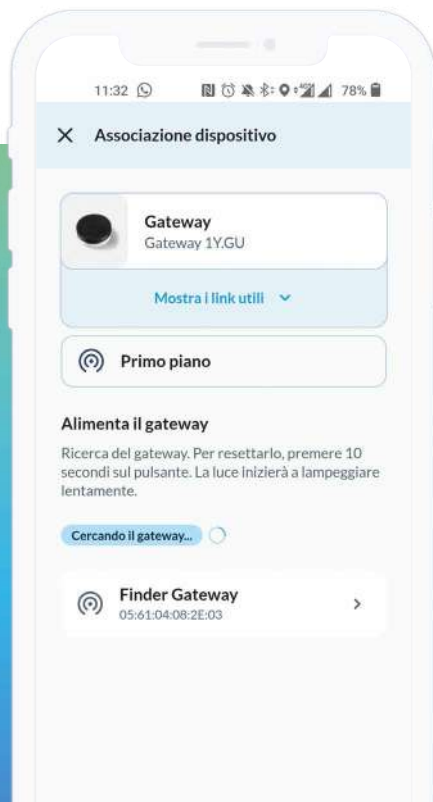 11:32 78%
Associazione dispositivo
Gateway
Gateway 1Y.GU
Mostra i link utili
Primo piano
Alimenta il gateway
Ricerca del gateway. Per resettarlo, premere 10
secondi sul pulsante. La luce inizierà a lampeggiare
lentamente.
Cercando il gateway...
Finder Gateway
05:61:04:08:2E:03